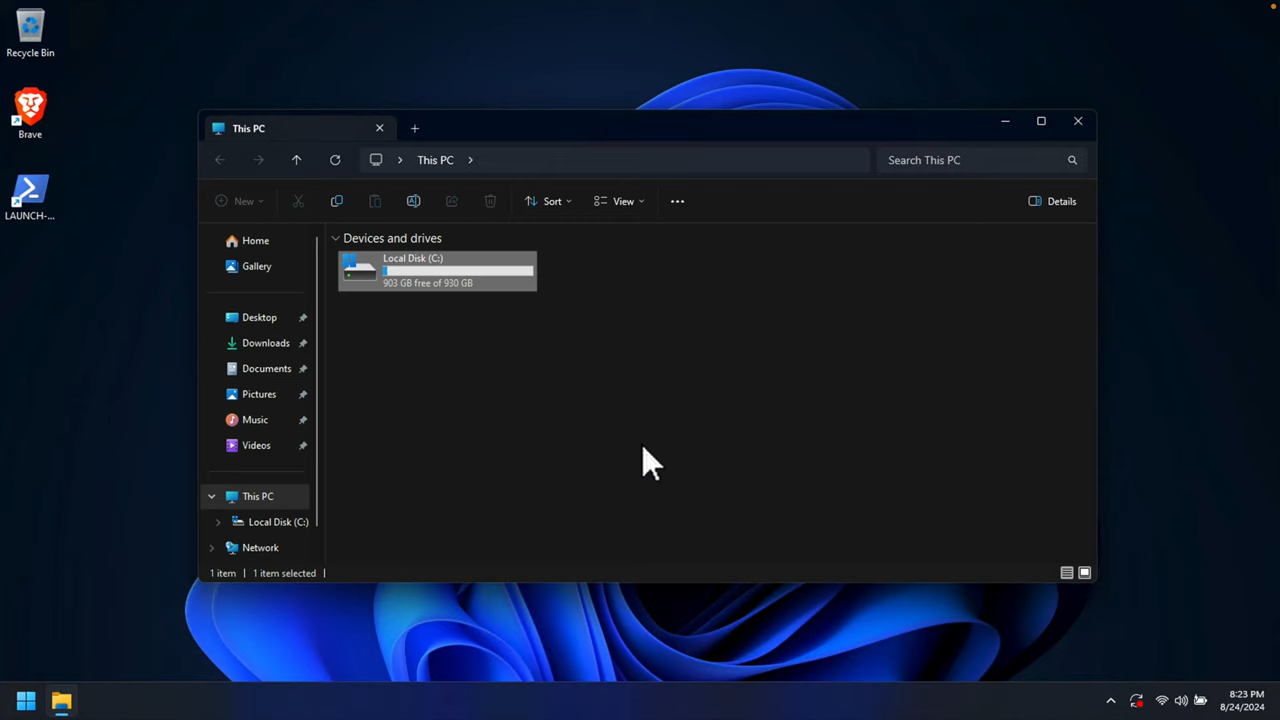 Recycle Bin
Brave
LAUNCH-...
This PC
This PC
Search This PC
New
Sort
View
Details
Home
Gallery
Desktop
Downloads
Documents
Pictures
Music
Videos
This PC
Local Disk (C:)
Network
Devices and drives
Local Disk (C:)
903 GB free of 930 GB
1 item
1 item selected
8:23 PM
8/24/2024